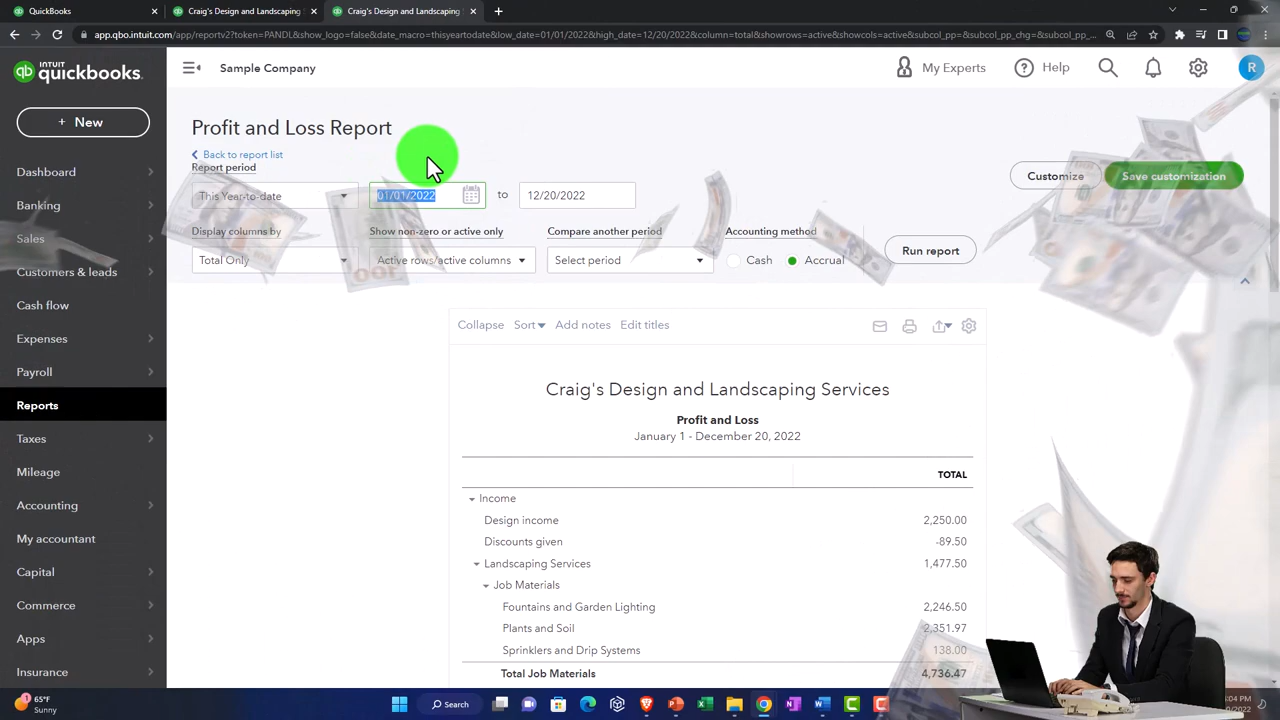 QuickBooks
Craig's Design and Landscaping S
Craig's Design and Landscaping S
app.qbo.intuit.com/app/reportv2?token=PANDL&show_logo=false&date_macro=thisyeartodate&low_date=01/01/2022&high_date=12/20/2022&column=total&showrows=active&showcols=active&subcol_pp=&subcol_pp_chg=&subcol_pp_...
INTUIT
quickbooks.
Sample Company
My Experts
Help
R
+ New
Profit and Loss Report
Back to report list
Report period
This Year-to-date
01/01/2022
to
12/20/2022
Customize
Save customization
Display columns by
Show non-zero or active only
Compare another period
Accounting method
Total Only
Active rows/active columns
Select period
Cash
Accrual
Run report
Dashboard
Banking
Sales
Customers & leads
Cash flow
Expenses
Payroll
Reports
Taxes
Mileage
Accounting
My accountant
Capital
Commerce
Apps
Insurance
Collapse
Sort
Add notes
Edit titles
Craig's Design and Landscaping Services
Profit and Loss
January 1 - December 20, 2022
TOTAL
Income
Design income 2,250.00
Discounts given -89.50
Landscaping Services 1,477.50
Job Materials
Fountains and Garden Lighting 2,246.50
Plants and Soil 2,351.97
Sprinklers and Drip Systems 138.00
Total Job Materials 4,736.47
65°F
Sunny
Search